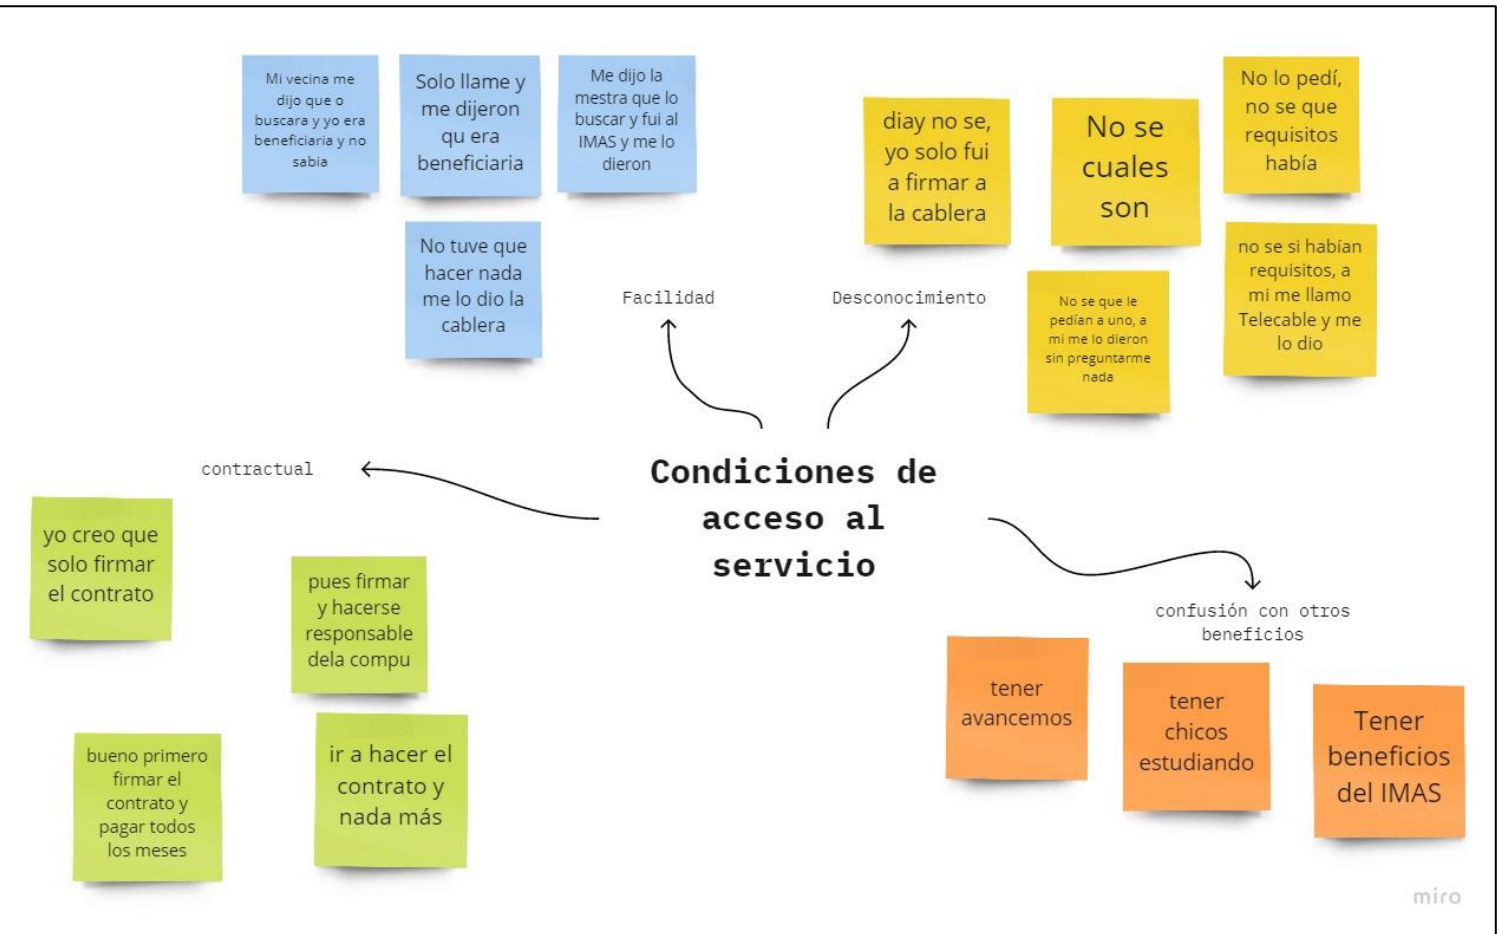 Mi vecina me
dijo que o
buscara y yo era
beneficiaria y no
sabia
Solo llame y
me dijeron
qu era
beneficiaria
Me dijo la
mestra que lo
buscar y fui al
IMAS y me lo
dieron
No tuve que
hacer nada
me lo dio la
cablera
Facilidad
diay no se,
yo solo fui
a firmar a
la cablera
No se
cuales
son
No lo pedí,
no se que
requisitos
había
No se que le
pedían a uno, a
mi me lo dieron
sin preguntarme
nada
no se si habían
requisitos, a
mi me llamo
Telecable y me
lo dio
Desconocimiento
contractual
Condiciones de
acceso al
servicio
yo creo que
solo firmar
el contrato
pues firmar
y hacerse
responsable
dela compu
bueno primero
firmar el
contrato y
pagar todos
los meses
ir a hacer el
contrato y
nada más
confusión con otros
beneficios
tener
avancemos
tener
chicos
estudiando
Tener
beneficios
del IMAS
miro